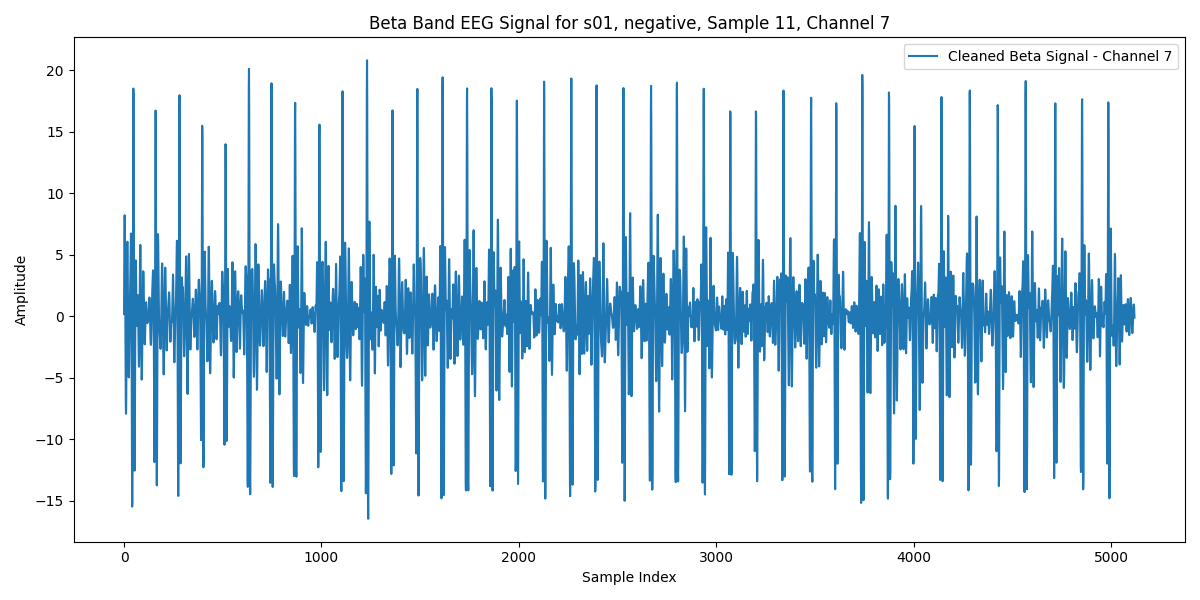 Beta Band EEG Signal for s01, negative, Sample 11, Channel 7
Cleaned Beta Signal - Channel 7
Amplitude
20
15
10
5
0
−5
−10
−15
0 1000 2000 3000 4000 5000
Sample Index